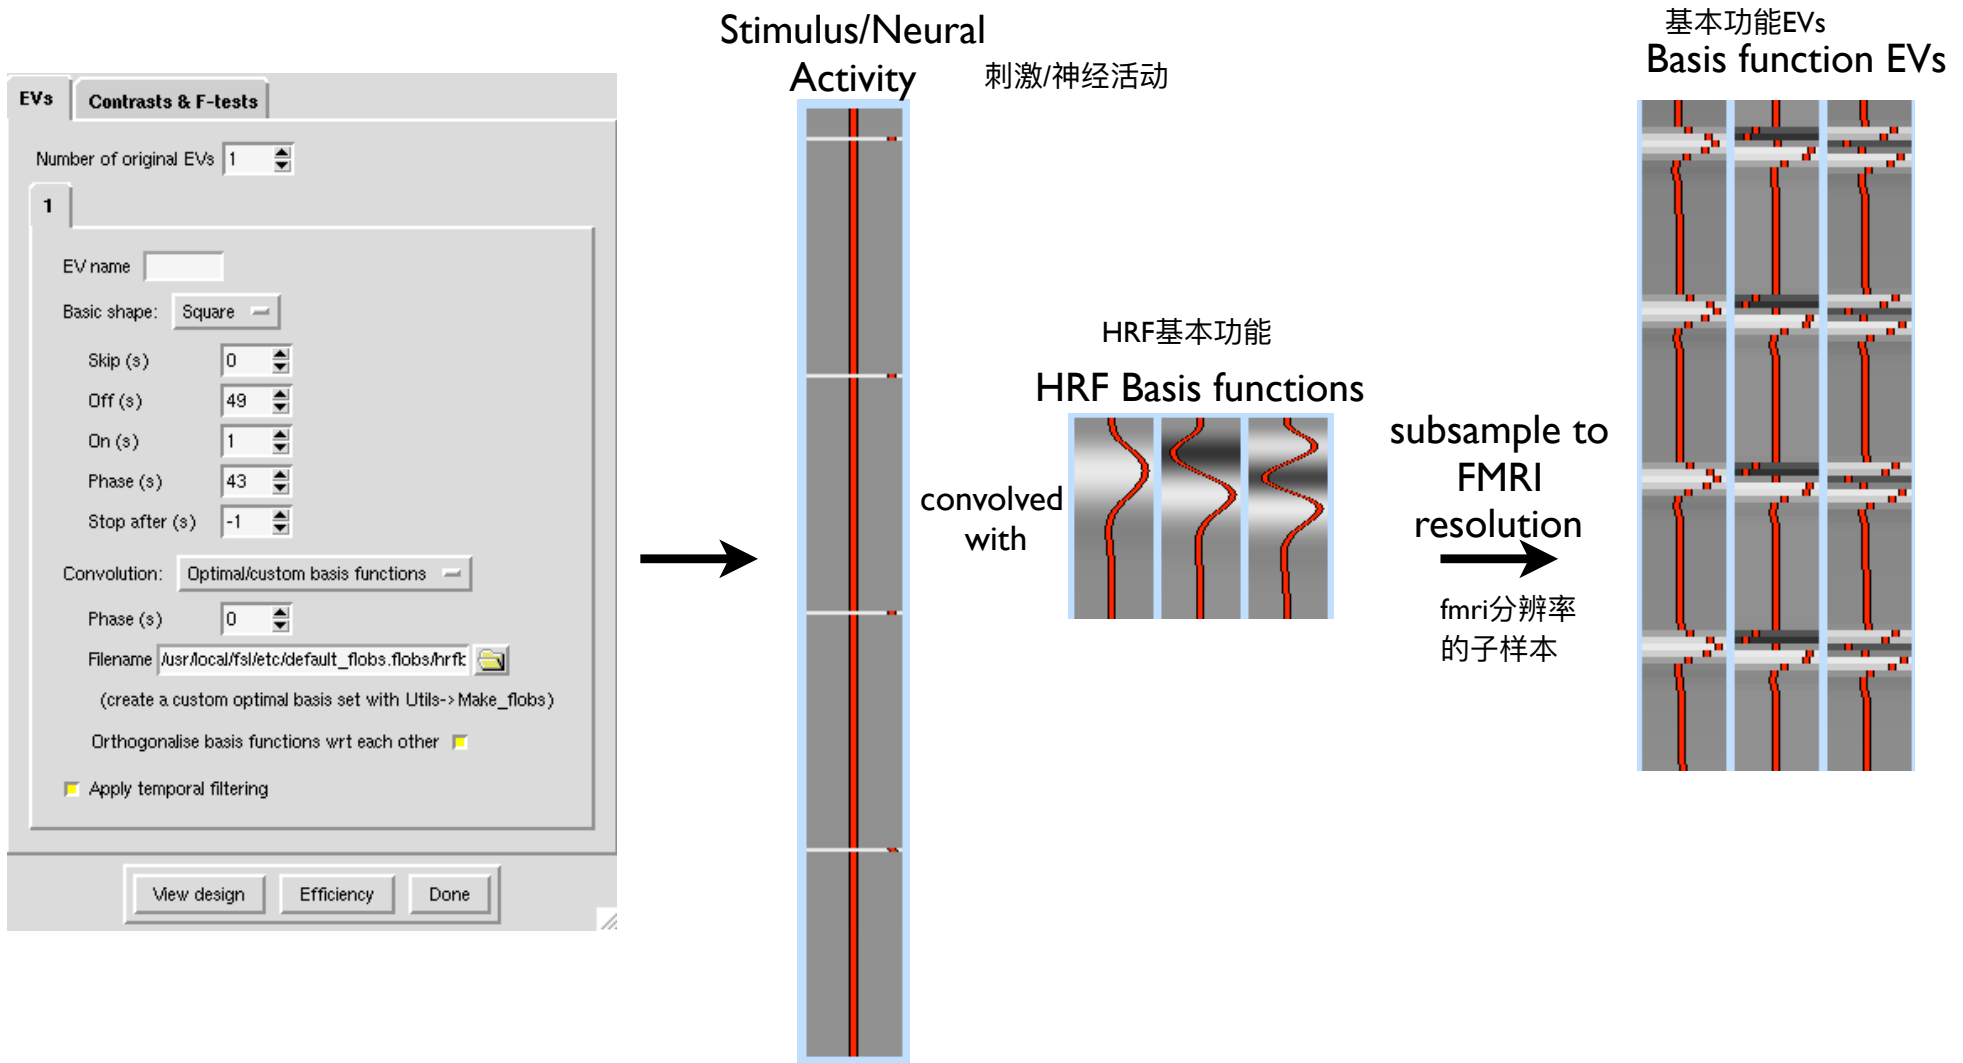 Stimulus/Neural
Activity
刺激/神经活动
基本功能EVs
Basis function EVs
EVs
Contrasts & F-tests
Number of original EVs 1
1
EV name
Basic shape: Square
Skip (s) 0
Off (s) 49
On (s) 1
Phase (s) 43
Stop after (s) -1
Convolution: Optimal/custom basis functions
Phase (s) 0
Filename /usr/local/fsl/etc/default_flobs.flobs/hrfb
(create a custom optimal basis set with Utils->Make_flobs)
Orthogonalise basis functions wrt each other
Apply temporal filtering
View design
Efficiency
Done
convolved
with
HRF基本功能
HRF Basis functions
subsample to
FMRI
resolution
fmri分辨率
的子样本